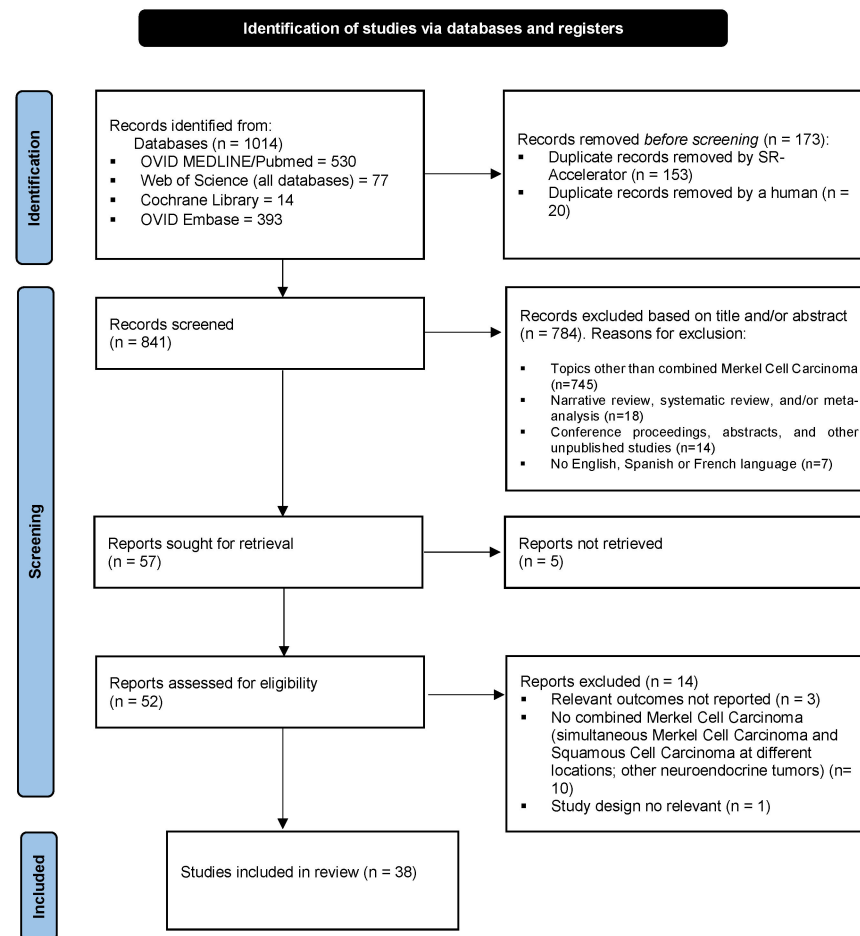 Identification of studies via databases and registers
Identification
Records identified from:
Databases (n = 1014)
▪ OVID MEDLINE/Pubmed = 530
▪ Web of Science (all databases) = 77
▪ Cochrane Library = 14
▪ OVID Embase = 393
Records removed before screening (n = 173):
▪ Duplicate records removed by SR-
Accelerator (n = 153)
▪ Duplicate records removed by a human (n =
20)
Screening
Records screened
(n = 841)
Records excluded based on title and/or abstract
(n = 784). Reasons for exclusion:
▪ Topics other than combined Merkel Cell Carcinoma
(n=745)
▪ Narrative review, systematic review, and/or meta-
analysis (n=18)
▪ Conference proceedings, abstracts, and other
unpublished studies (n=14)
▪ No English, Spanish or French language (n=7)
Reports sought for retrieval
(n = 57)
Reports not retrieved
(n = 5)
Reports assessed for eligibility
(n = 52)
Reports excluded (n = 14)
▪ Relevant outcomes not reported (n = 3)
▪ No combined Merkel Cell Carcinoma
(simultaneous Merkel Cell Carcinoma and
Squamous Cell Carcinoma at different
locations; other neuroendocrine tumors) (n=
10)
▪ Study design no relevant (n = 1)
Included
Studies included in review (n = 38)